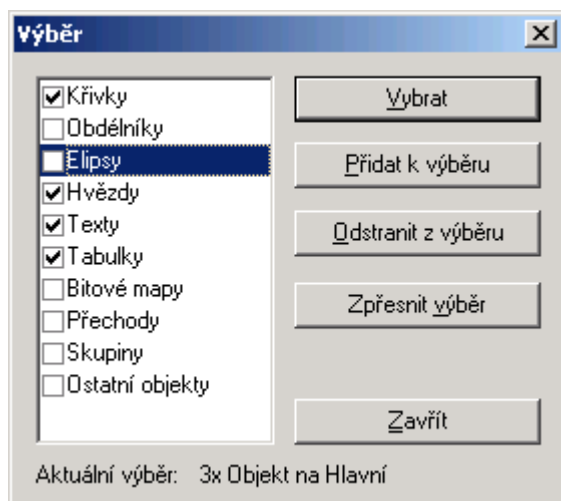 Výběr
Křivky
Obdélníky
Elipsy
Hvězdy
Texty
Tabulky
Bitové mapy
Přechody
Skupiny
Ostatní objekty
Vybrat
Přidat k výběru
Odstranit z výběru
Zpřesnit výběr
Zavřít
Aktuální výběr: 3x Objekt na Hlavní